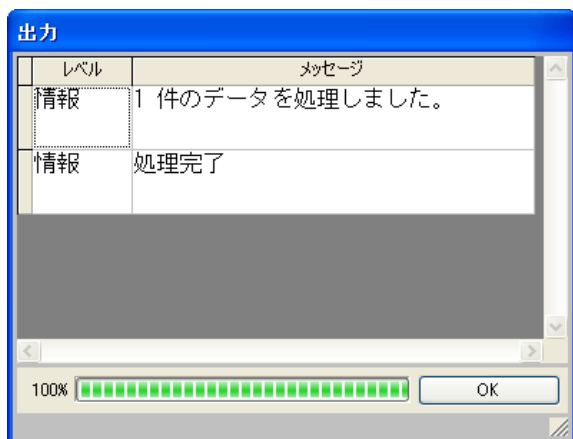 出力
レベル メッセージ
情報 1 件のデータを処理しました。
情報 処理完了
100% OK